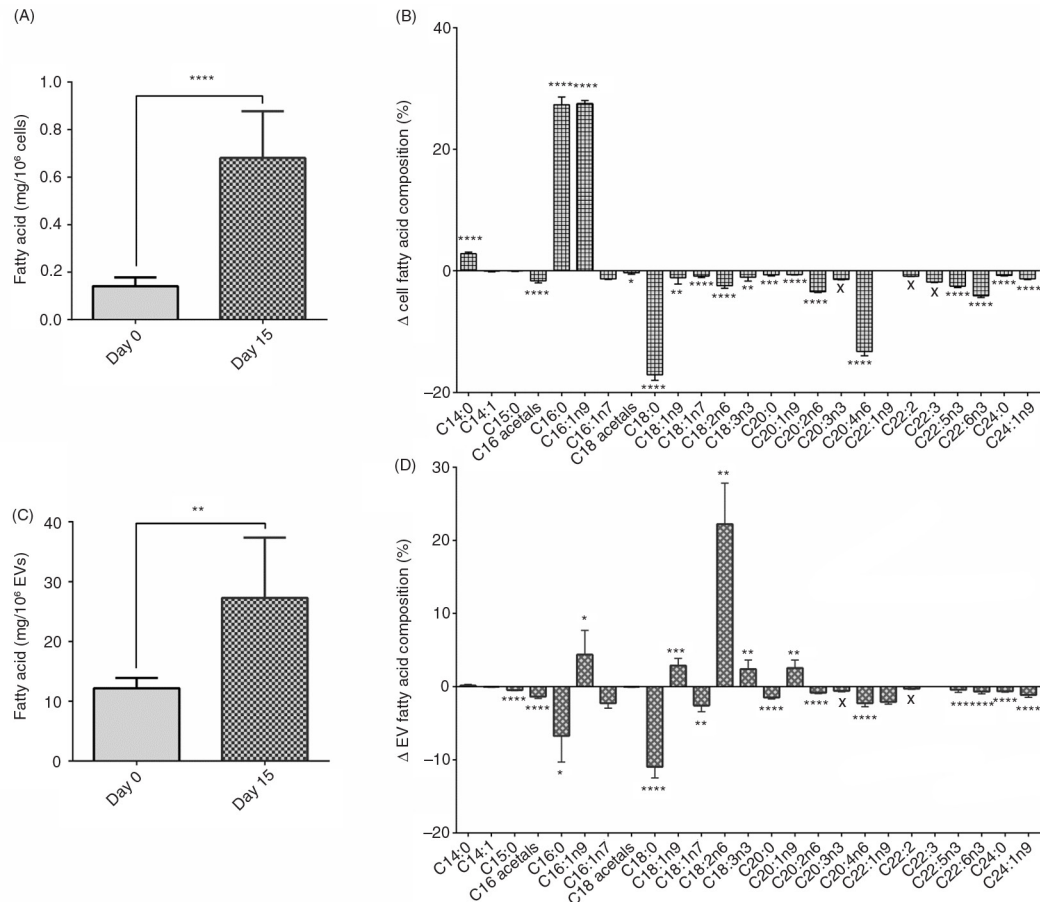 (A)
****
1.0
0.8
0.6
0.4
0.2
0.0
Fatty acid (mg/10⁶ cells)
Day 0
Day 15
(B)
40
20
0
–20
Δ cell fatty acid composition (%)
****
****
****
****
*
****
**
****
****
**
***
****
****
X
****
X
X
****
****
****
****
C14:0
C14:1
C15:0
C16 acetals
C16:0
C16:1n9
C16:1n7
C18 acetals
C18:0
C18:1n9
C18:1n7
C18:2n6
C18:3n3
C20:0
C20:1n9
C20:2n6
C20:3n3
C20:4n6
C22:1n9
C22:2
C22:3
C22:5n3
C22:6n3
C24:0
C24:1n9
(C)
**
40
30
20
10
0
Fatty acid (mg/10⁶ EVs)
Day 0
Day 15
(D)
30
20
10
0
–10
–20
Δ EV fatty acid composition (%)
****
****
*
*
****
***
**
**
**
****
**
****
X
****
X
*******
****
****
C14:0
C14:1
C15:0
C16 acetals
C16:0
C16:1n9
C16:1n7
C18 acetals
C18:0
C18:1n9
C18:1n7
C18:2n6
C18:3n3
C20:0
C20:1n9
C20:2n6
C20:3n3
C20:4n6
C22:1n9
C22:2
C22:3
C22:5n3
C22:6n3
C24:0
C24:1n9